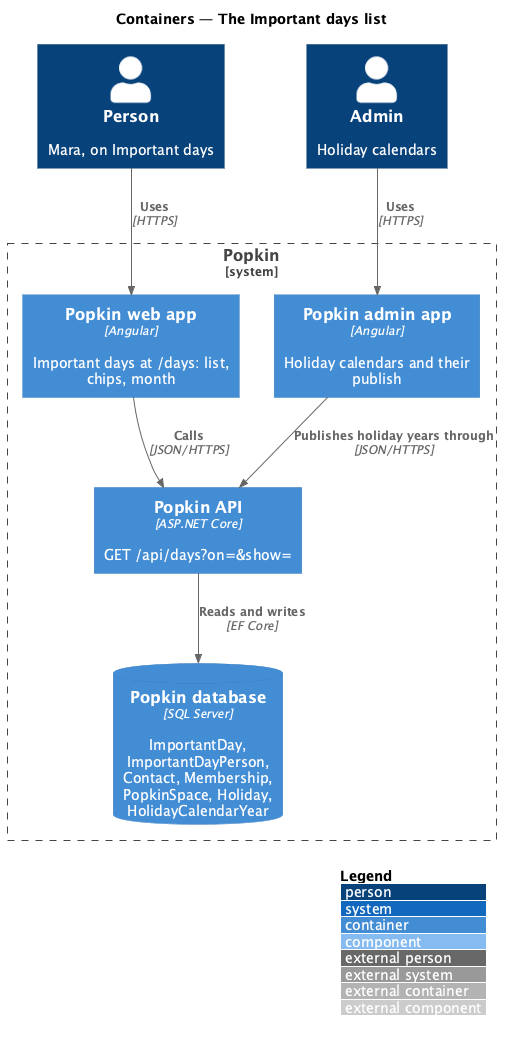 Containers — The Important days list
Person
Mara, on Important days
Admin
Holiday calendars
Uses
[HTTPS]
Uses
[HTTPS]
Popkin
[system]
Popkin web app
[Angular]
Important days at /days: list,
chips, month
Popkin admin app
[Angular]
Holiday calendars and their
publish
Calls
[JSON/HTTPS]
Publishes holiday years through
[JSON/HTTPS]
Popkin API
[ASP.NET Core]
GET /api/days?on=&show=
Reads and writes
[EF Core]
Popkin database
[SQL Server]
ImportantDay,
ImportantDayPerson,
Contact, Membership,
PopkinSpace, Holiday,
HolidayCalendarYear
Legend
person
system
container
component
external person
external system
external container
external component